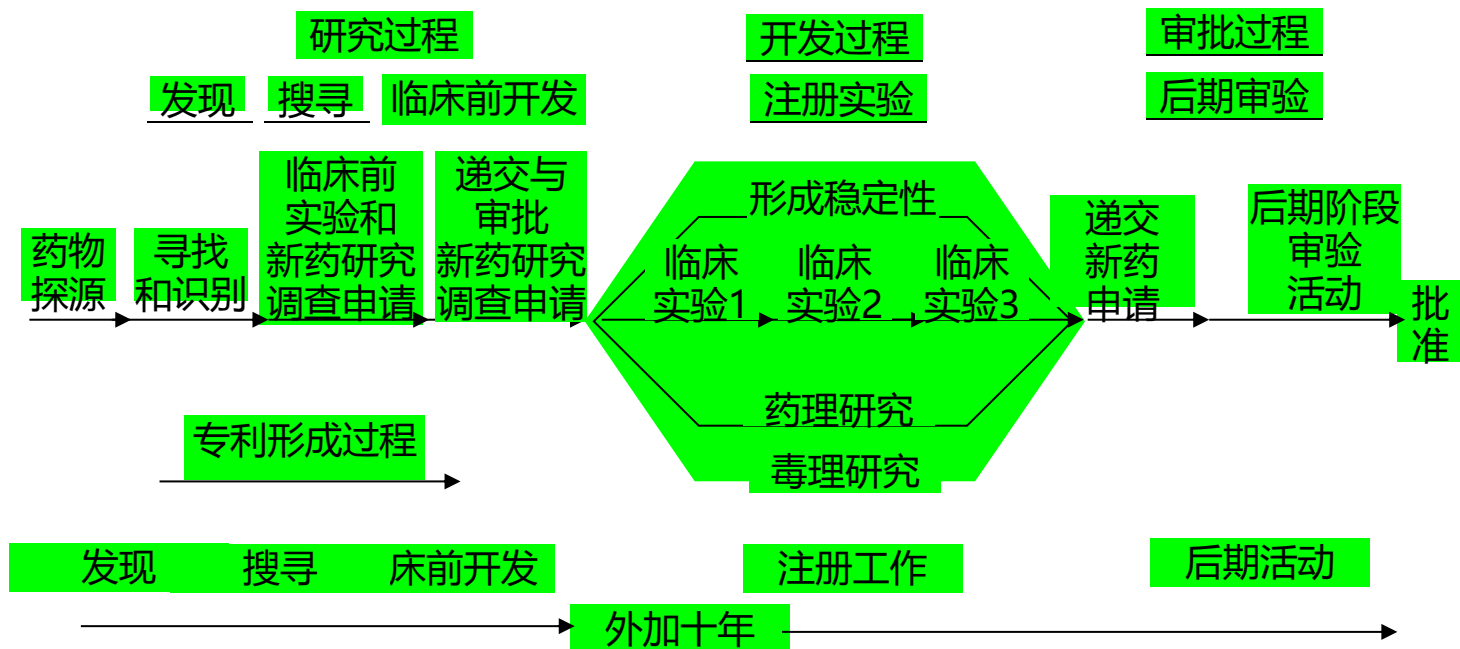 研究过程
开发过程
审批过程
发现
搜寻
临床前开发
注册实验
后期审验
药物
探源
寻找
和识别
临床前
实验和
新药研究
调查申请
递交与
审批
新药研究
调查申请
形成稳定性
临床
实验1
临床
实验2
临床
实验3
药理研究
毒理研究
递交
新药
申请
后期阶段
审验
活动
批
准
专利形成过程
发现
搜寻
床前开发
注册工作
后期活动
外加十年